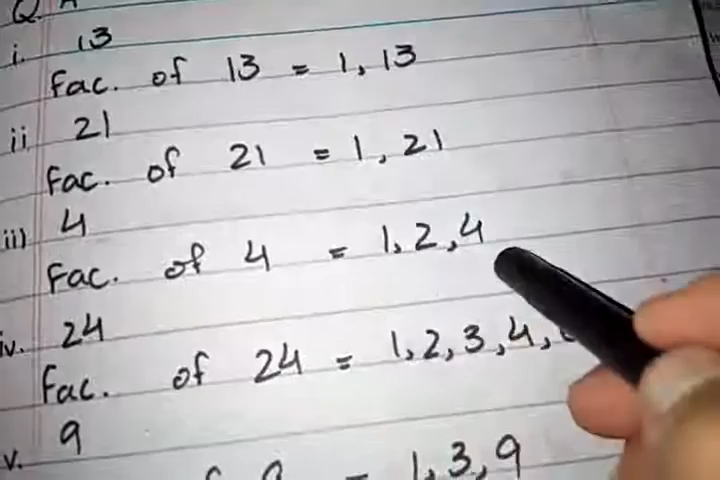 i. 13
Fac. of 13 = 1, 13
ii 21
Fac. of 21 = 1, 21
iii) 4
Fac. of 4 = 1, 2, 4
iv. 24
Fac. of 24 = 1, 2, 3, 4,
v. 9
9 = 1, 3, 9